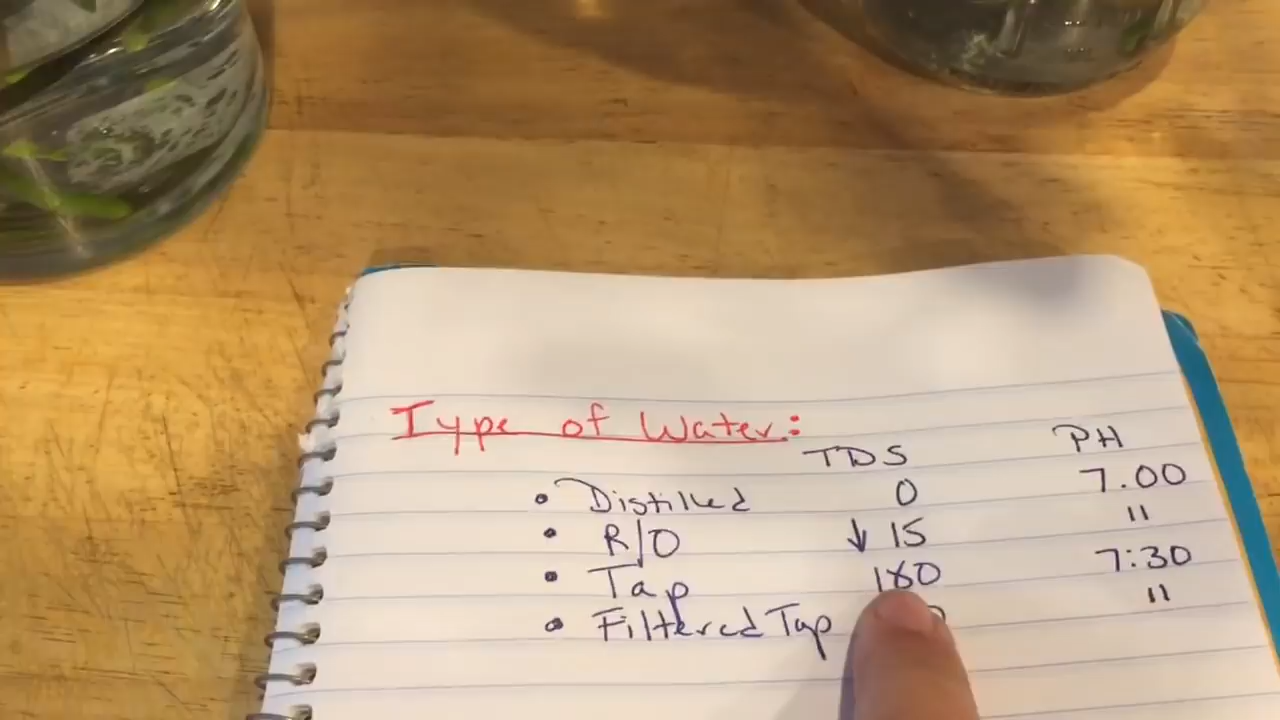 Type of Water:
TDS PH
• Distilled 0 7.00
• R/O ↓ 15 "
• Tap 180 7:30
• Filtered Tap "